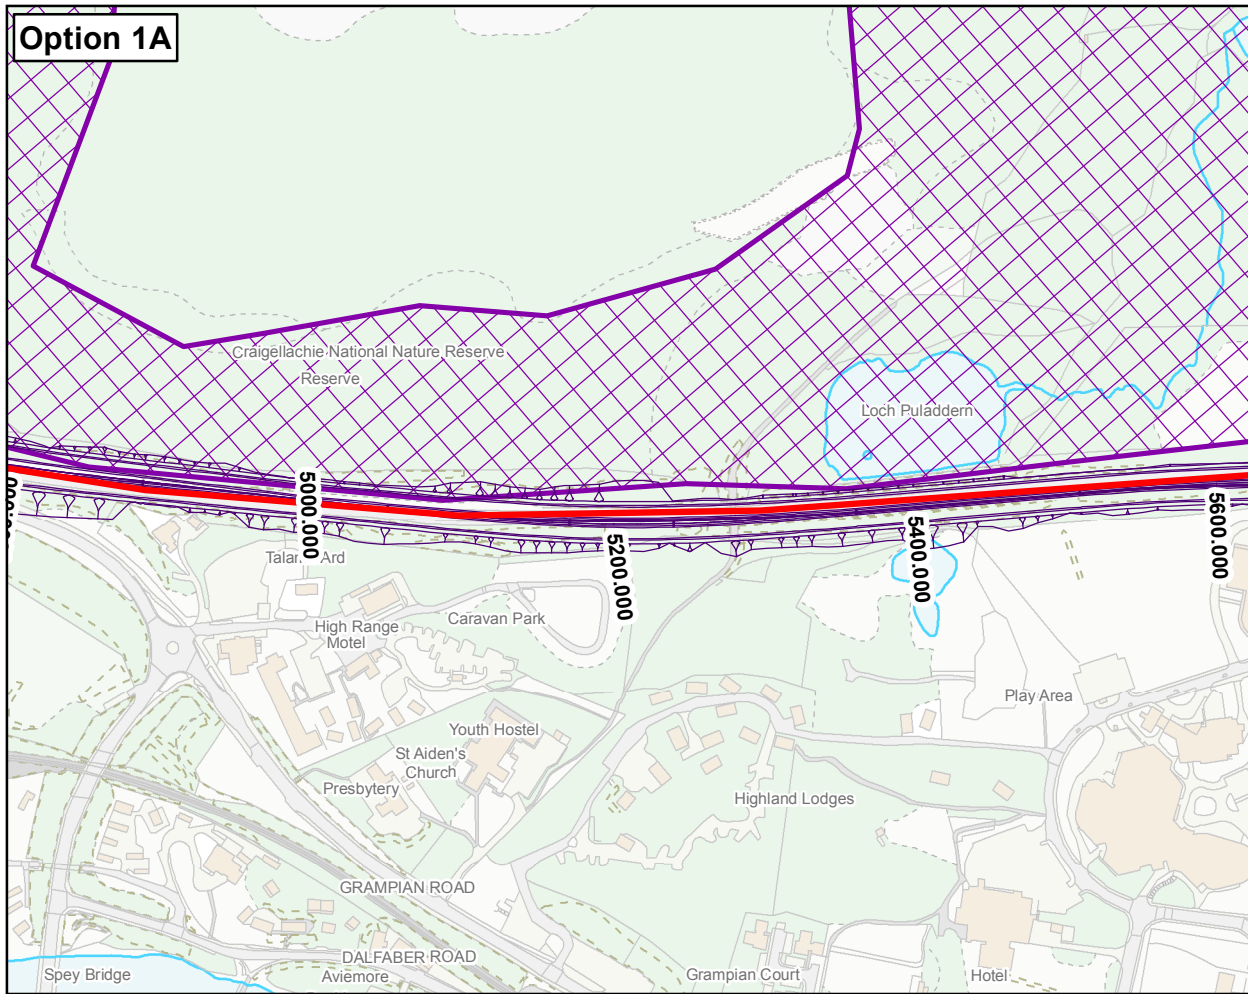 Option 1A
Craigellachie National Nature Reserve
Reserve
Loch Puladdern
5000.000
5200.000
5400.000
5600.000
High Range
Motel
Caravan Park
Play Area
Youth Hostel
St Aiden's
Church
Presbytery
Highland Lodges
GRAMPIAN ROAD
DALFABER ROAD
Spey Bridge
Aviemore
Grampian Court
Hotel